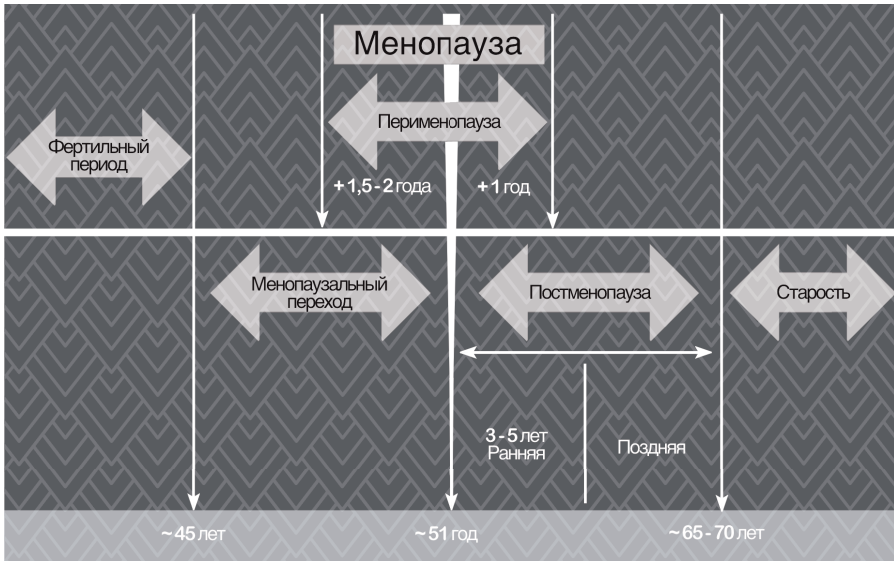 Менопауза
Перименопауза
Фертильный
период
+1,5-2 года
+1 год
Менопаузальный
переход
Постменопауза
Старость
3-5 лет
Ранняя
Поздняя
~45 лет
~51 год
~65-70 лет